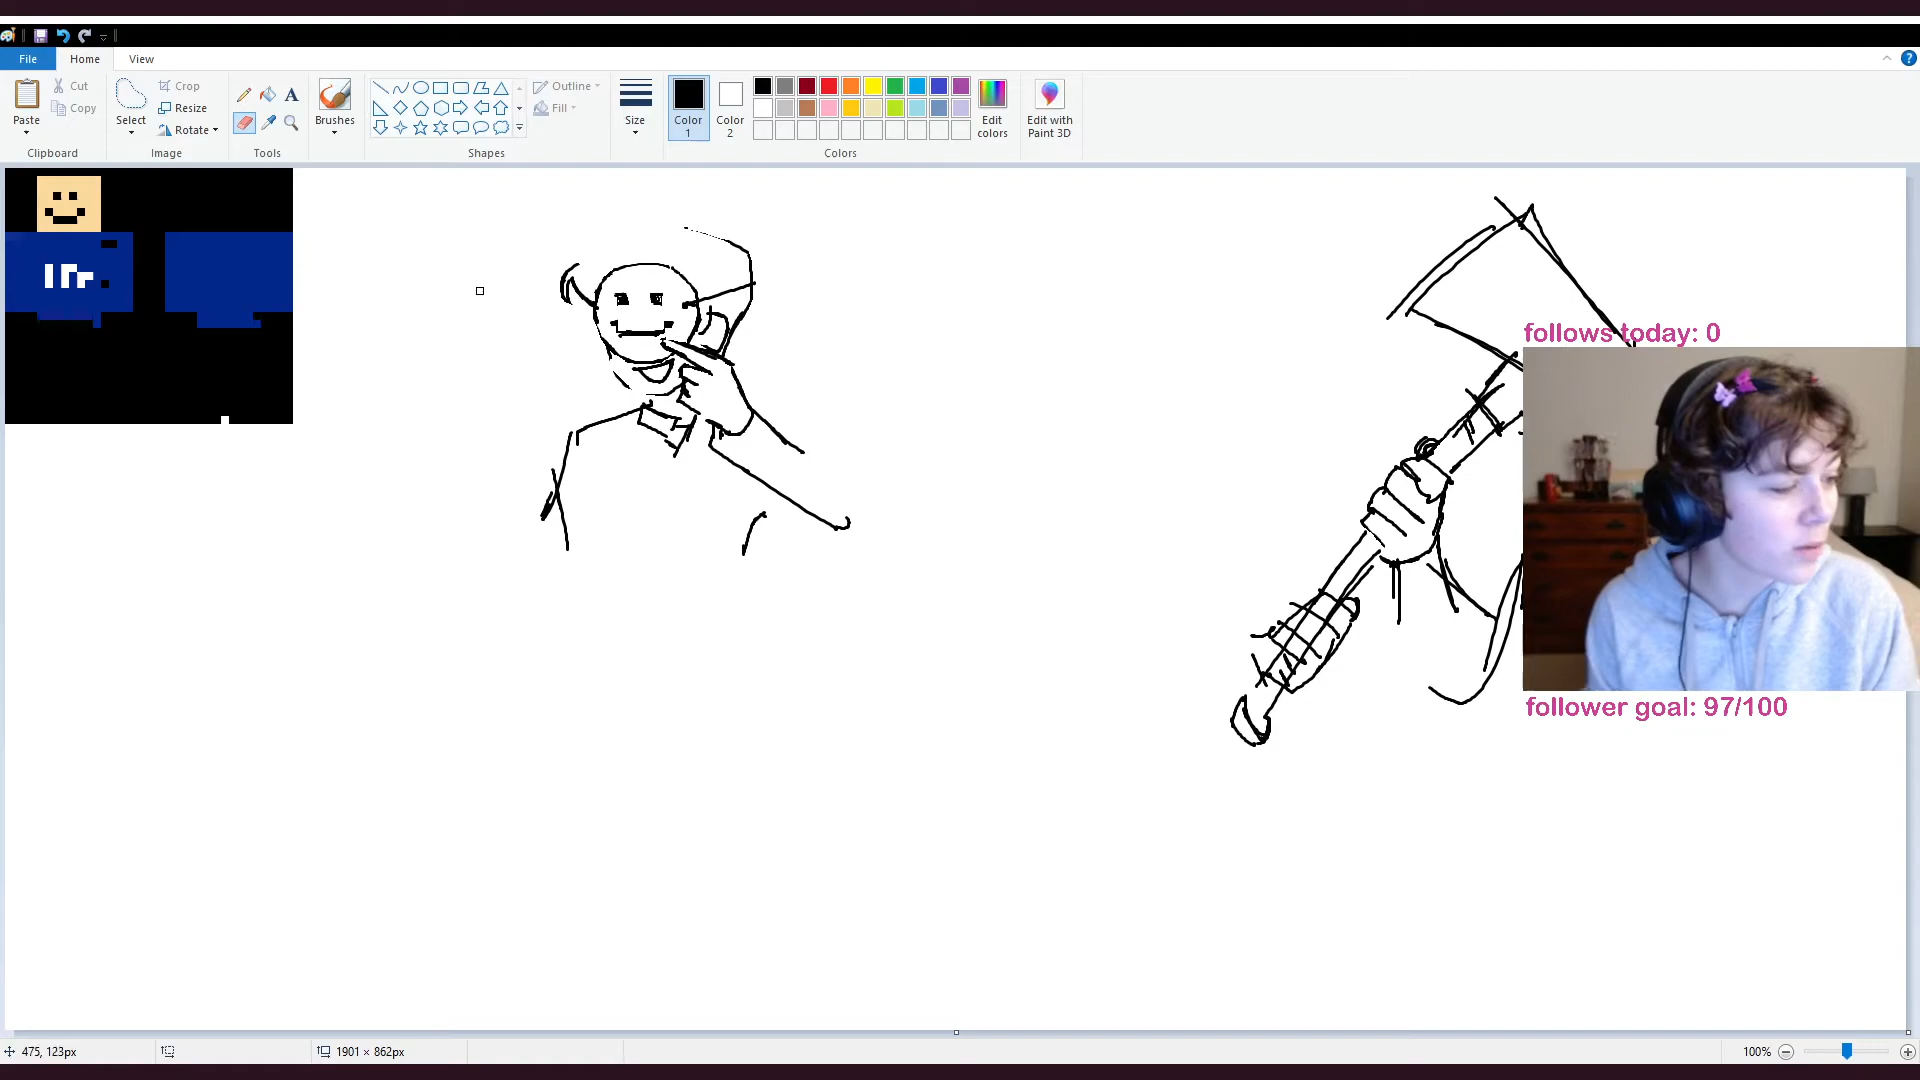 File Home View
Paste
Cut
Copy
Clipboard
Select
Crop
Resize
Rotate
Image
Tools
Brushes
Shapes
Outline
Fill
Size
Color 1
Color 2
Colors
Edit colors
Edit with Paint 3D
follows today: 0
follower goal: 97/100
475, 123px
1901 × 862px
100%